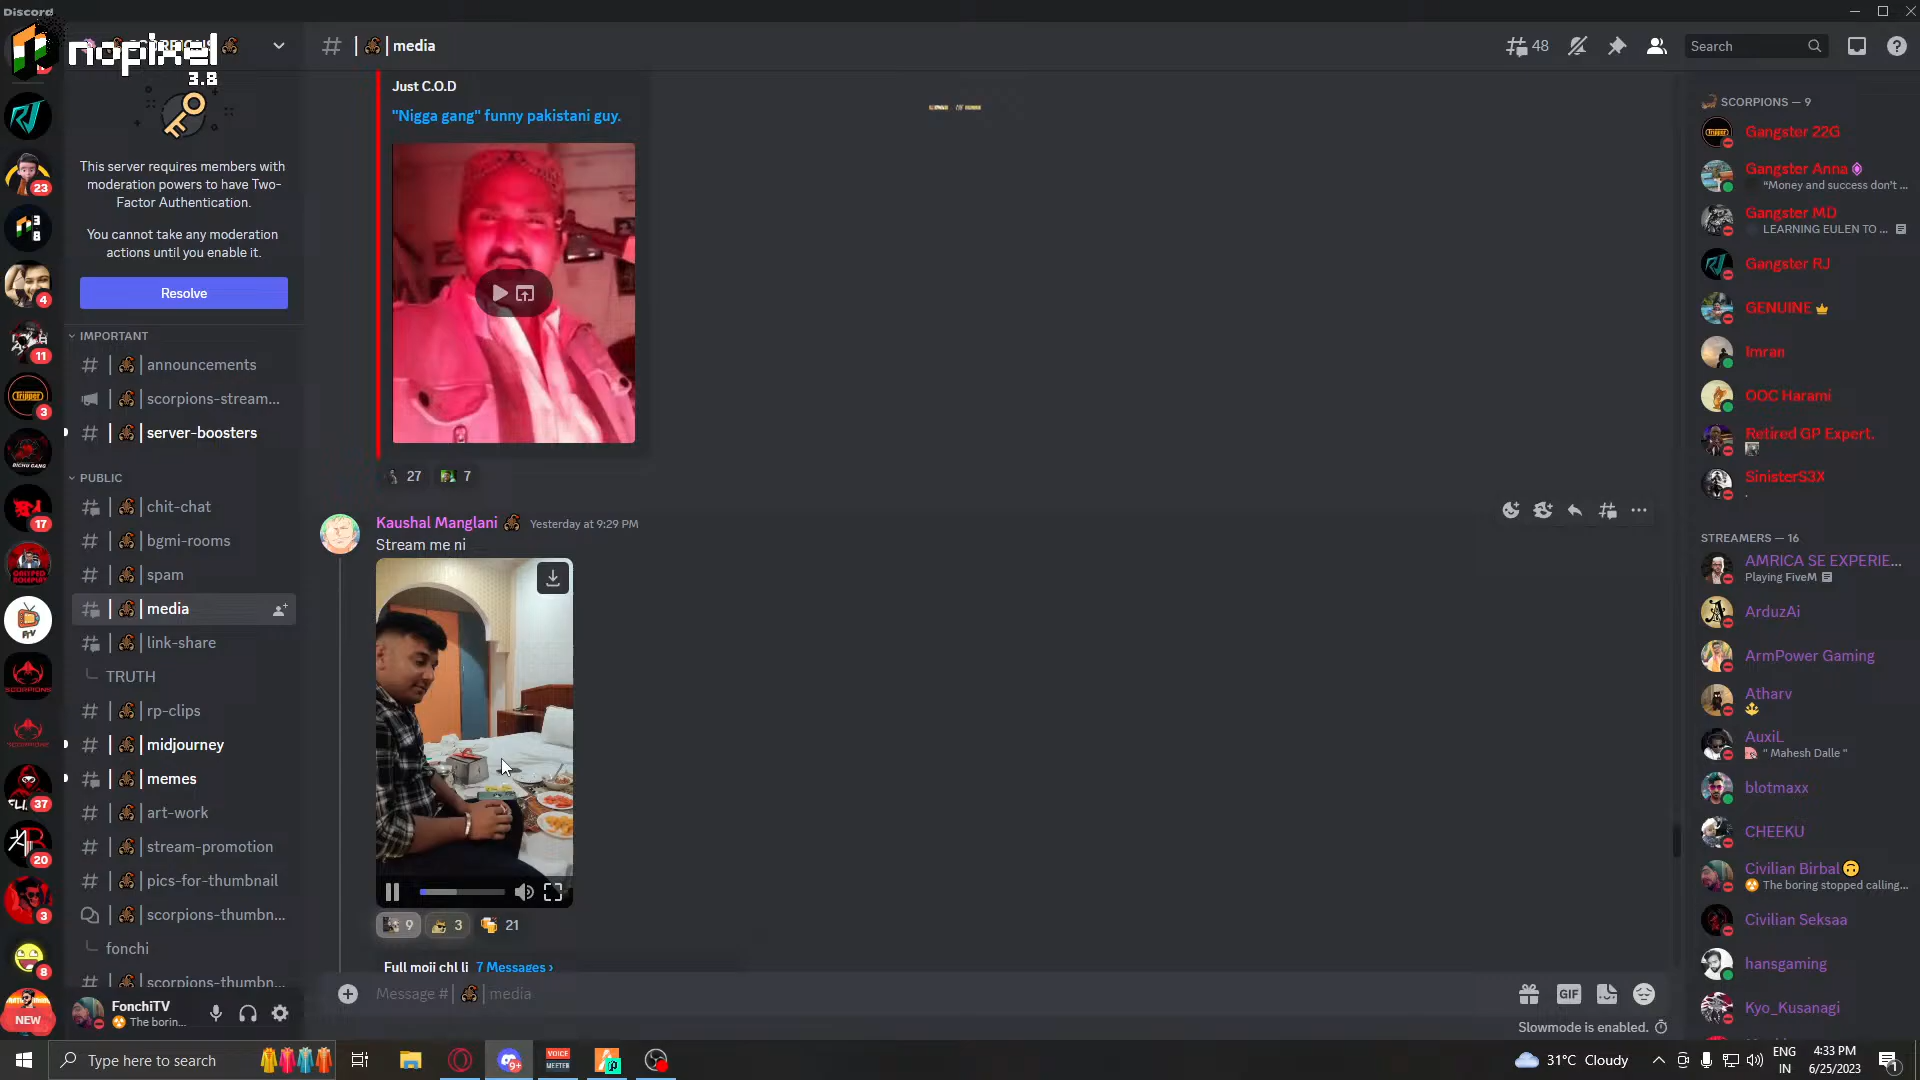 Discord
nopixel
3.8
This server requires members with
moderation powers to have Two-
Factor Authentication.
You cannot take any moderation
actions until you enable it.
Resolve
IMPORTANT
announcements
scorpions-stream...
server-boosters
PUBLIC
chit-chat
bgmi-rooms
spam
media
link-share
TRUTH
rp-clips
midjourney
memes
art-work
stream-promotion
pics-for-thumbnail
scorpions-thumbn...
fonchi
scorpions-thumbn...
FonchiTV
The borin...
23
4
11
3
17
37
20
3
8
NEW
media
48
Search
Just C.O.D
"Nigga gang" funny pakistani guy.
27
7
Kaushal Manglani
Yesterday at 9:29 PM
Stream me ni
9
3
21
Full moji chl li 7 Messages ›
Message # | media
GIF
Slowmode is enabled.
SCORPIONS — 9
Gangster 22G
Gangster Anna
"Money and success don't ...
Gangster MD
LEARNING EULEN TO ...
Gangster RJ
GENUINE
Imran
OOC Harami
Retired GP Expert.
SinisterS3X
.
STREAMERS — 16
AMRICA SE EXPERIE...
Playing FiveM
ArduzAi
ArmPower Gaming
Atharv
AuxiL
" Mahesh Dalle "
blotmaxx
CHEEKU
Civilian Birbal
The boring stopped calling...
Civilian Seksaa
hansgaming
Kyo_Kusanagi
Type here to search
VOICE
MEETER
9+
31°C Cloudy
ENG
IN
4:33 PM
6/25/2023
1